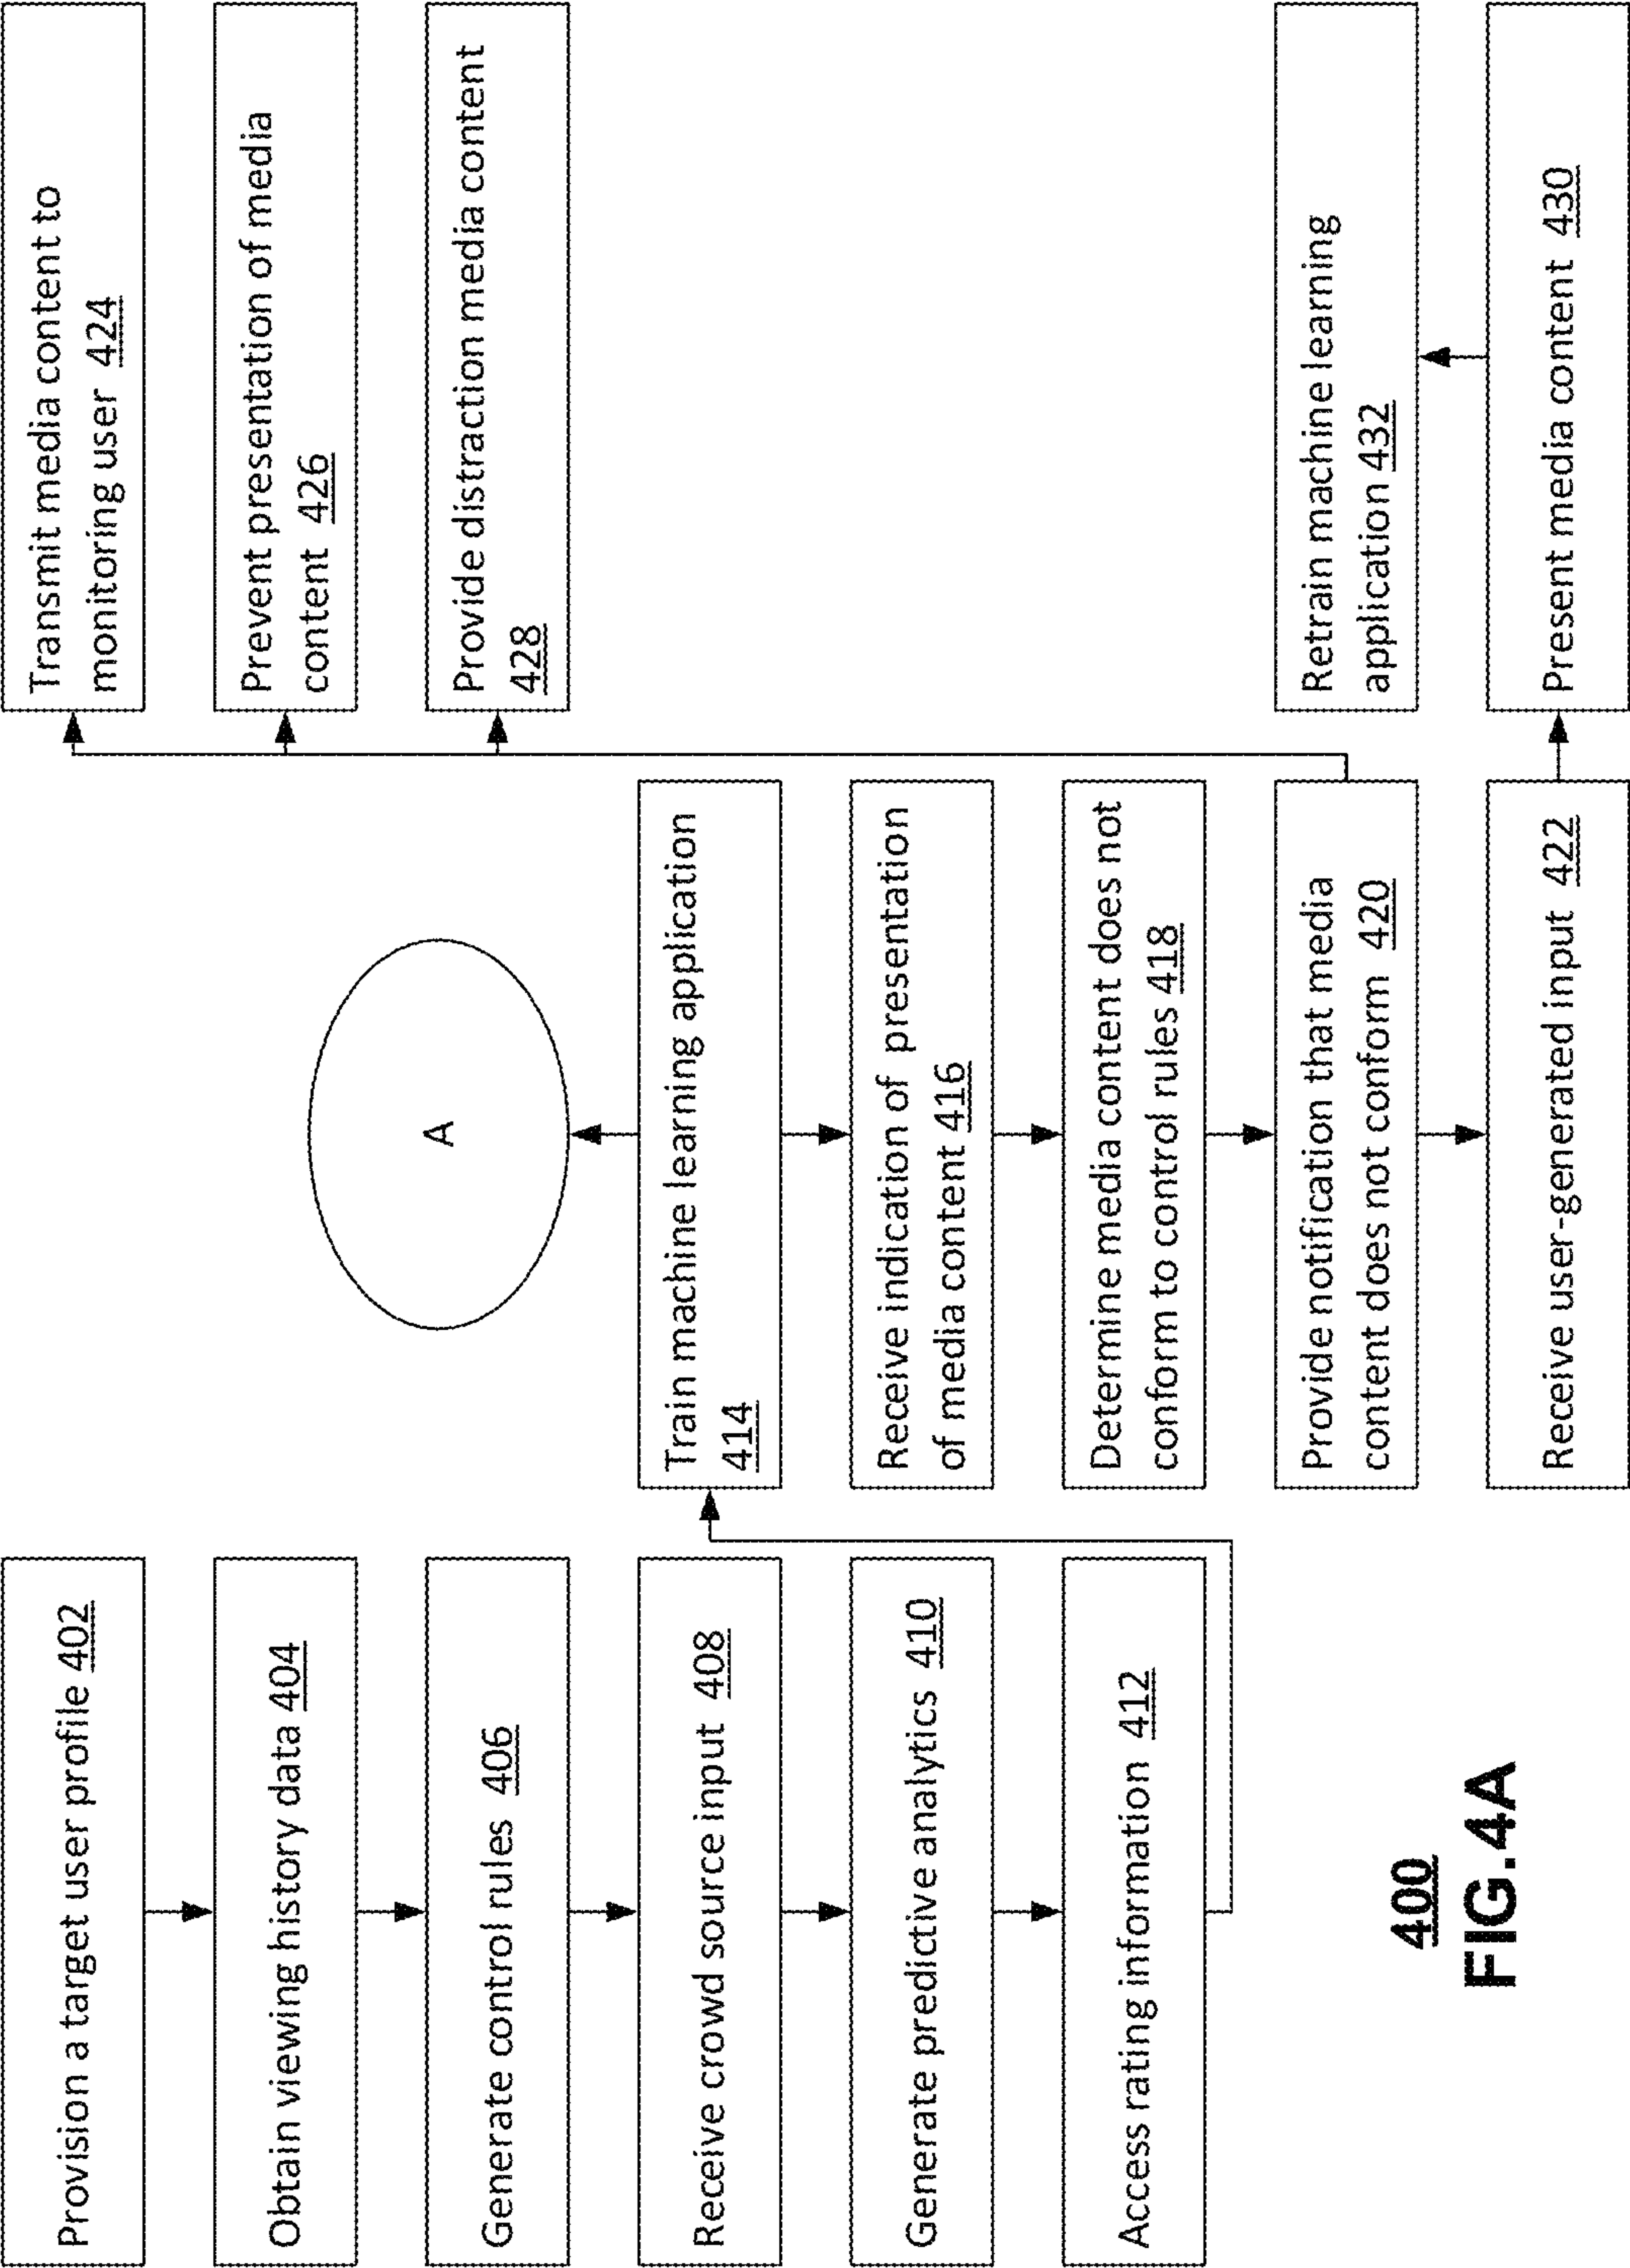 Provision a target user profile 402
Obtain viewing history data 404
Generate control rules 406
Receive crowd source input 408
Generate predictive analytics 410
Access rating information 412
A
Train machine learning application
414
Receive indication of presentation
of media content 416
Determine media content does not
conform to control rules 418
Provide notification that media
content does not conform 420
Receive user-generated input 422
Transmit media content to
monitoring user 424
Prevent presentation of media
content 426
Provide distraction media content
428
Retrain machine learning
application 432
Present media content 430
400
FIG.4A